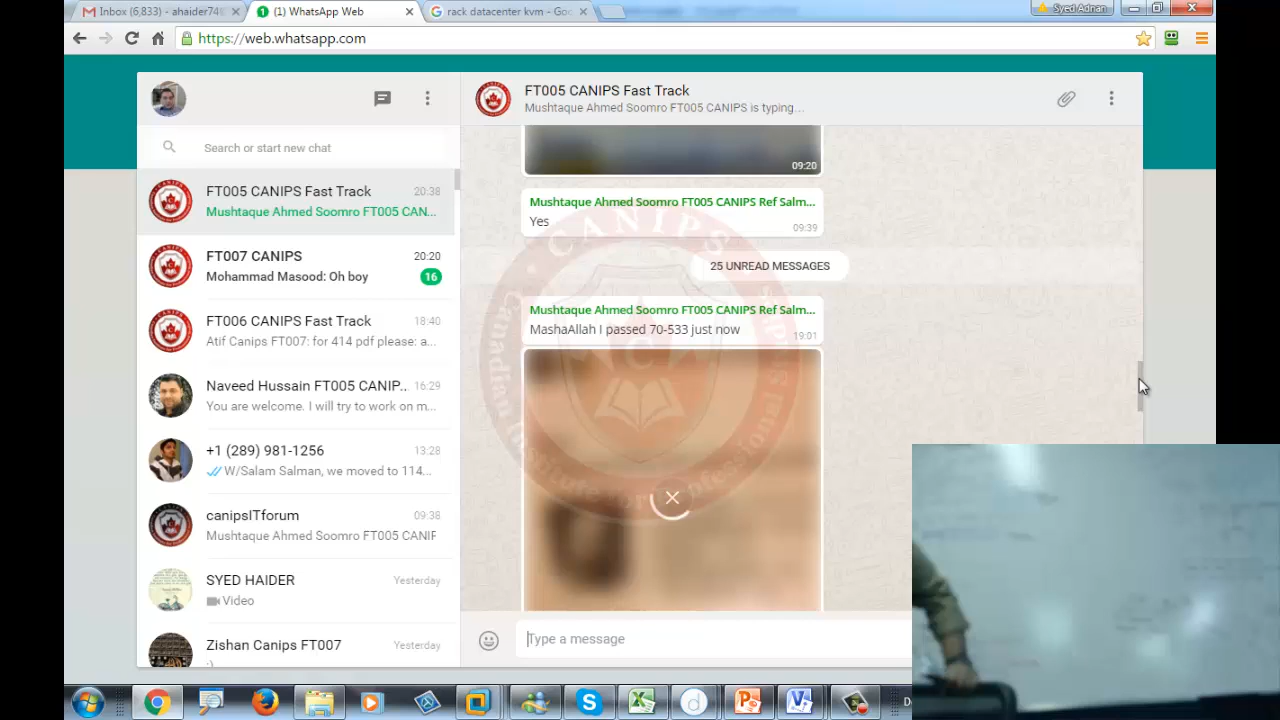 Inbox (6,833) - ahaider74
(1) WhatsApp Web
rack datacenter kvm - Goo
Syed Adnan
https://web.whatsapp.com
FT005 CANIPS Fast Track
Mushtaque Ahmed Soomro FT005 CANIPS is typing...
Search or start new chat
FT005 CANIPS Fast Track 20:38
Mushtaque Ahmed Soomro FT005 CAN...
FT007 CANIPS 20:20
Mohammad Masood: Oh boy 16
FT006 CANIPS Fast Track 18:40
Atif Canips FT007: for 414 pdf please: a...
Naveed Hussain FT005 CANIP... 16:29
You are welcome. I will try to work on m...
+1 (289) 981-1256 13:28
W/Salam Salman, we moved to 114...
canipsITforum 09:38
Mushtaque Ahmed Soomro FT005 CANIF
SYED HAIDER Yesterday
Video
Zishan Canips FT007 Yesterday
:)
09:20
Mushtaque Ahmed Soomro FT005 CANIPS Ref Salm...
Yes
09:39
25 UNREAD MESSAGES
Mushtaque Ahmed Soomro FT005 CANIPS Ref Salm...
MashaAllah I passed 70-533 just now
19:01
CANIPS
Type a message